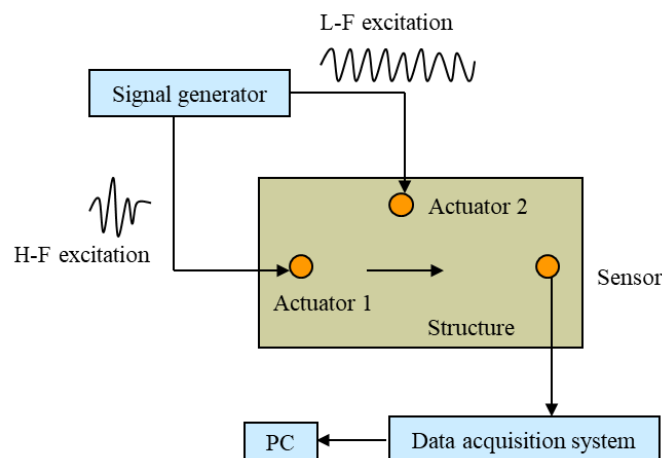 L-F excitation
Signal generator
H-F excitation
Actuator 2
Actuator 1
Sensor
Structure
PC
Data acquisition system